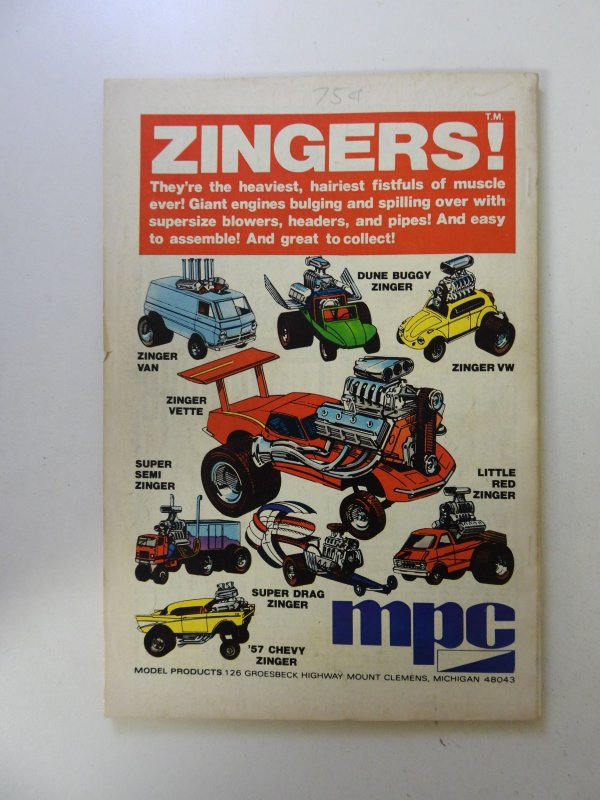 75¢
ZINGERS!
T.M.
They're the heaviest, hairiest fistfuls of muscle
ever! Giant engines bulging and spilling over with
supersize blowers, headers, and pipes! And easy
to assemble! And great to collect!
DUNE BUGGY
ZINGER
ZINGER
VAN
ZINGER VW
ZINGER
VETTE
SUPER
SEMI
ZINGER
LITTLE
RED
ZINGER
SUPER DRAG
ZINGER
'57 CHEVY
ZINGER
mpc
MODEL PRODUCTS 126 GROESBECK HIGHWAY MOUNT CLEMENS, MICHIGAN 48043